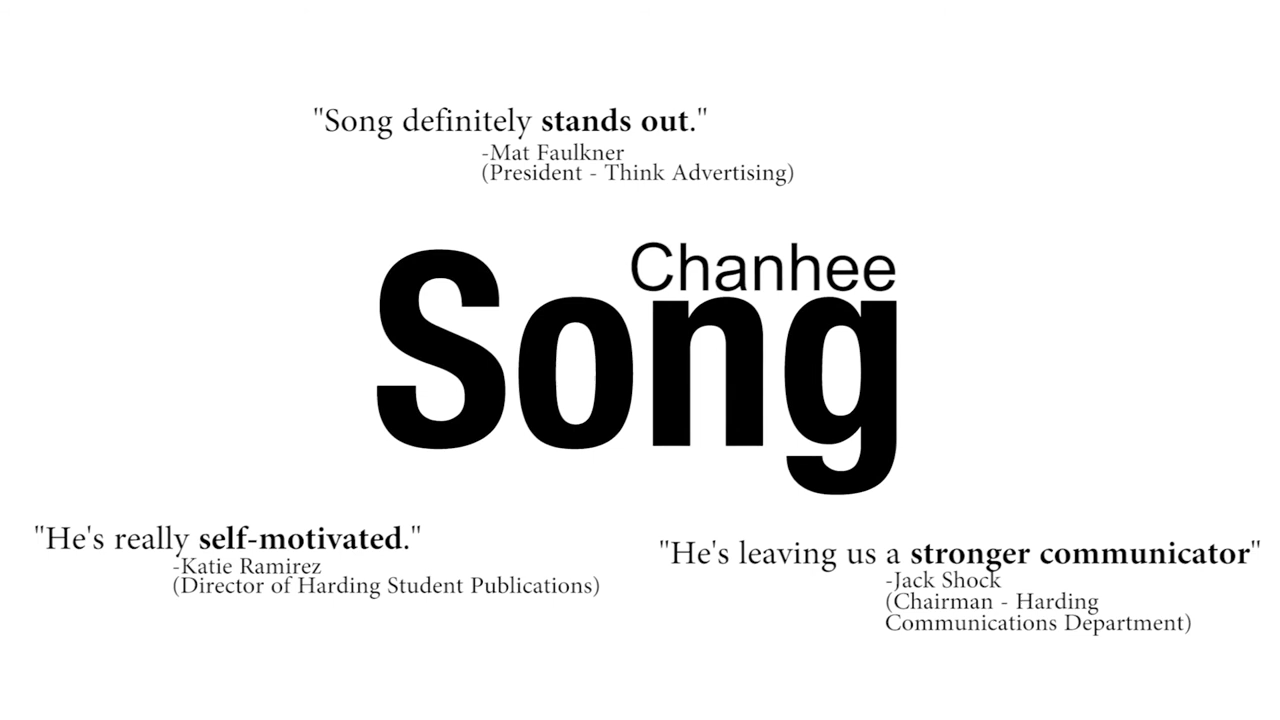 "Song definitely stands out."
-Mat Faulkner
(President - Think Advertising)
Chanhee
Song
"He's really self-motivated."
-Katie Ramirez
(Director of Harding Student Publications)
"He's leaving us a stronger communicator"
-Jack Shock
(Chairman - Harding
Communications Department)